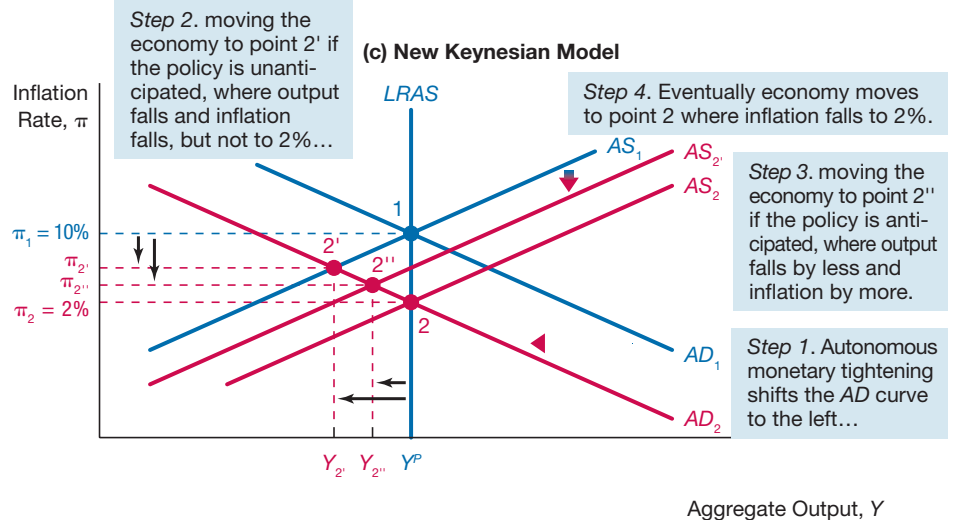 Step 2. moving the
economy to point 2' if
the policy is unanti-
cipated, where output
falls and inflation
falls, but not to 2%…
(c) New Keynesian Model
Inflation
Rate, π
LRAS
Step 4. Eventually economy moves
to point 2 where inflation falls to 2%.
AS₁
AS₂'
AS₂
Step 3. moving the
economy to point 2''
if the policy is anti-
cipated, where output
falls by less and
inflation by more.
1
π₁ = 10%
2'
π₂'
2''
π₂''
π₂ = 2%
2
AD₁
Step 1. Autonomous
monetary tightening
shifts the AD curve
to the left…
AD₂
Y₂' Y₂'' Yᴾ
Aggregate Output, Y